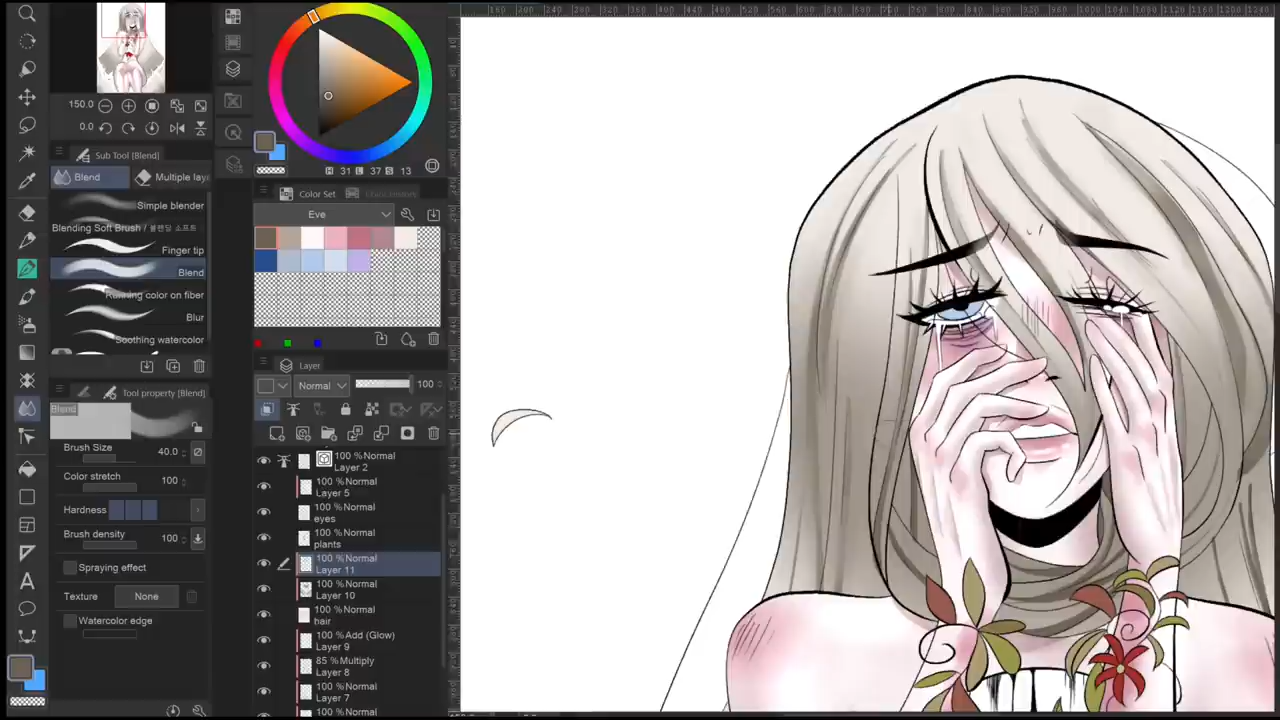 150.0
0.0
Sub Tool [Blend]
Blend
Multiple lay
Simple blender
Blending Soft Brush / 블렌딩 소프트
Finger tip
Blend
Running color on fiber
Blur
Soothing watercolor
Tool property [Blend]
Blend
Brush Size 40.0
Color stretch 100
Hardness
Brush density 100
Spraying effect
Texture None
Watercolor edge
H 31 L 37 S 13
Color Set
Eve
Layer
Normal 100
100 %Normal
Layer 2
100 %Normal
Layer 5
100 %Normal
eyes
100 %Normal
plants
100 %Normal
Layer 11
100 %Normal
Layer 10
100 %Normal
hair
100 %Add (Glow)
Layer 9
85 %Multiply
Layer 8
100 %Normal
Layer 7
100 %Normal